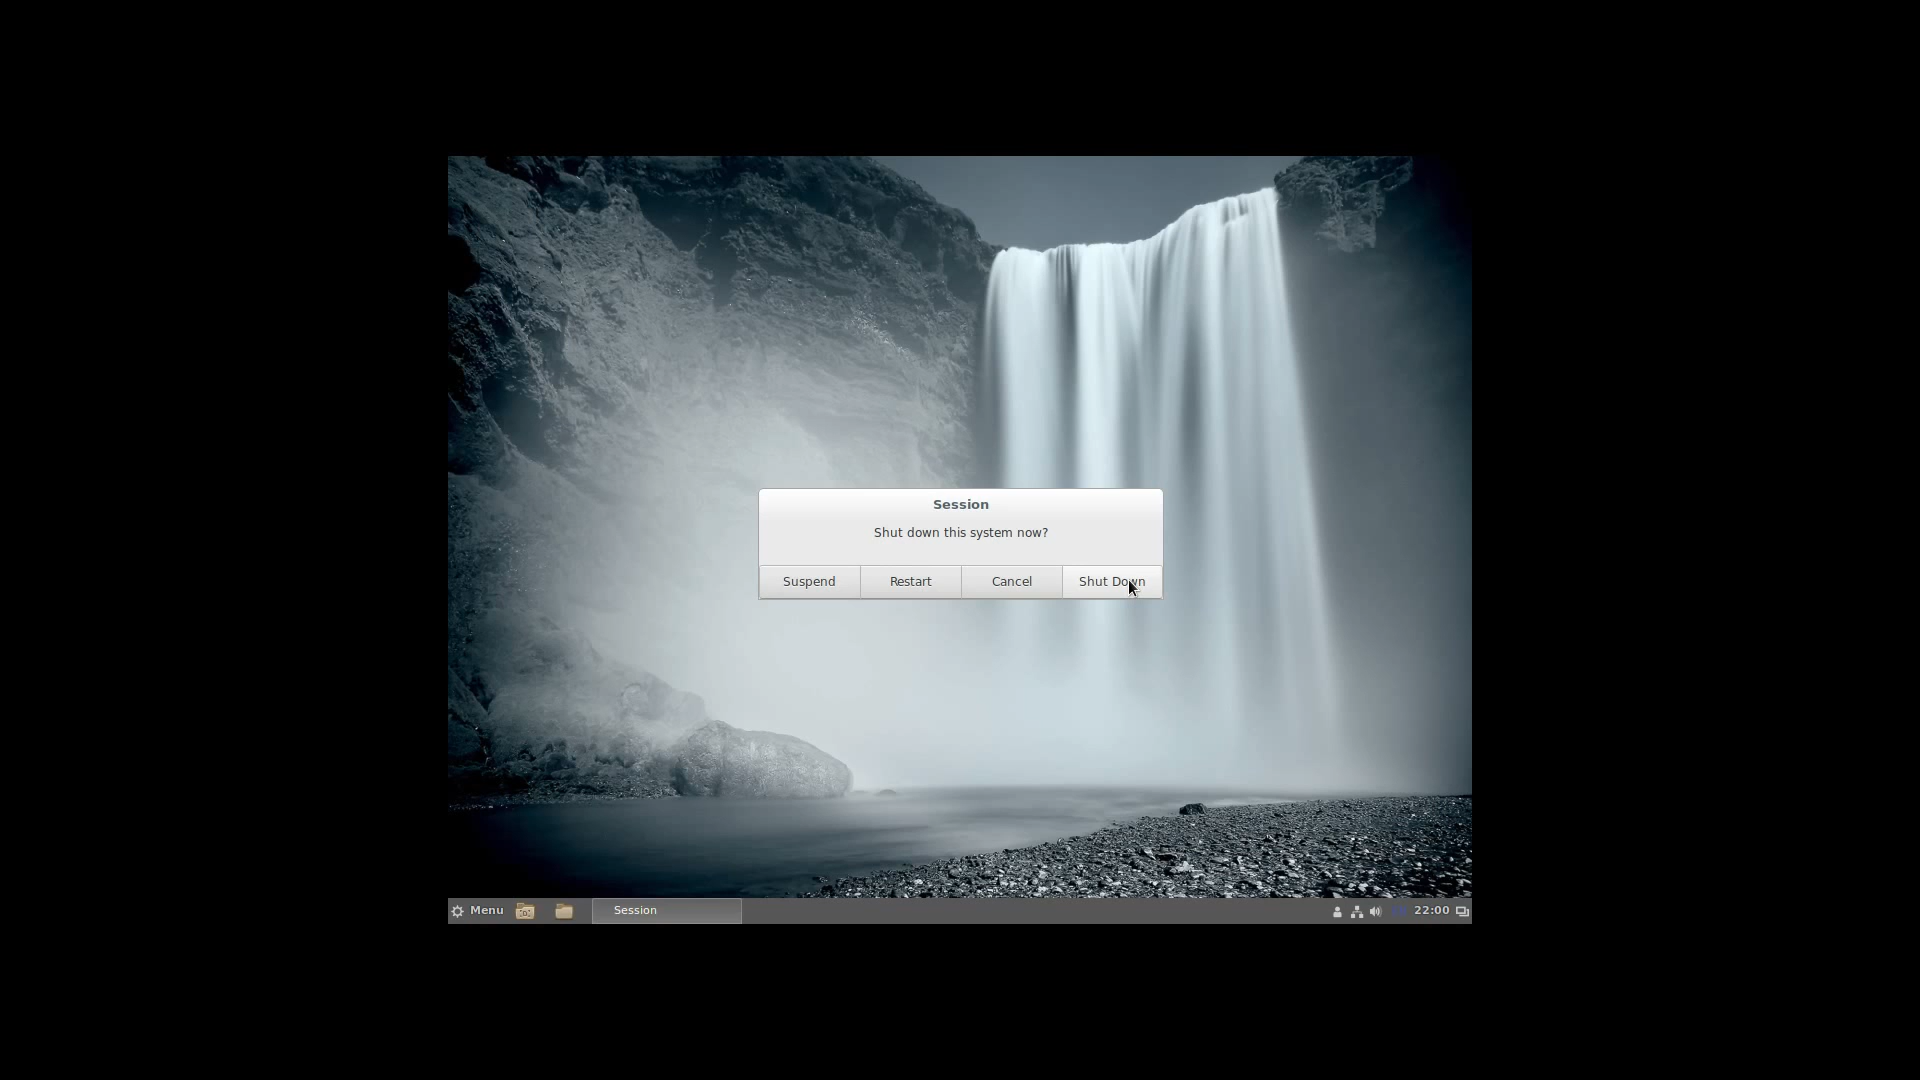 Session
Shut down this system now?
Suspend Restart Cancel Shut Down
Menu Session 22:00